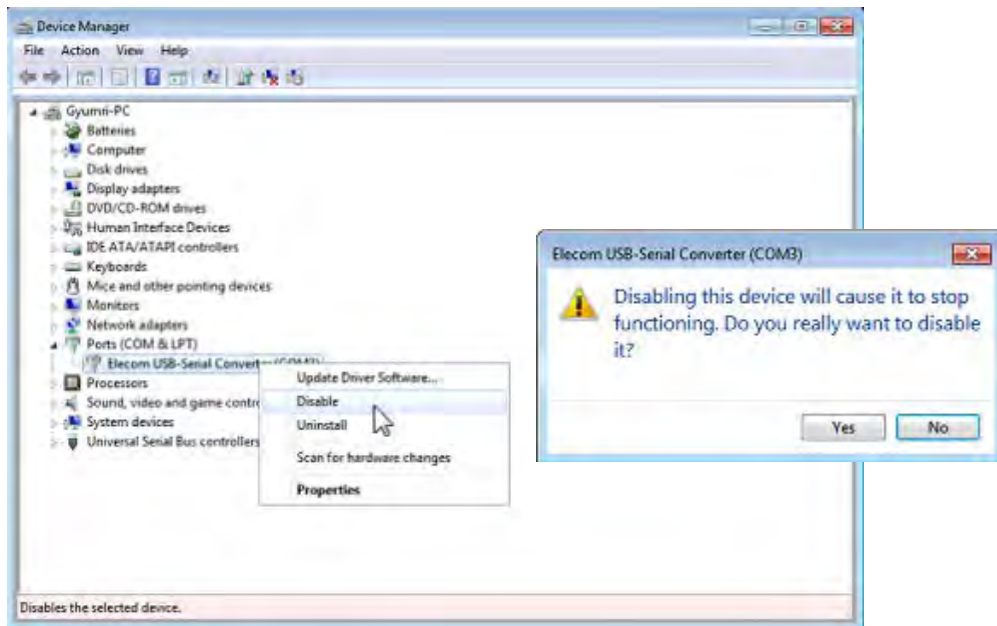 Device Manager
File Action View Help
Gyumri-PC
Batteries
Computer
Disk drives
Display adapters
DVD/CD-ROM drives
Human Interface Devices
IDE ATA/ATAPI controllers
Keyboards
Mice and other pointing devices
Monitors
Network adapters
Ports (COM & LPT)
Elecom USB-Serial
Processors
Sound, video and game
System devices
Universal Serial Bus controllers
Update Driver Software...
Disable
Uninstall
Scan for hardware changes
Properties
Disables the selected device.
Elecom USB-Serial Converter (COM3)
Disabling this device will cause it to stop
functioning. Do you really want to disable
it?
Yes No